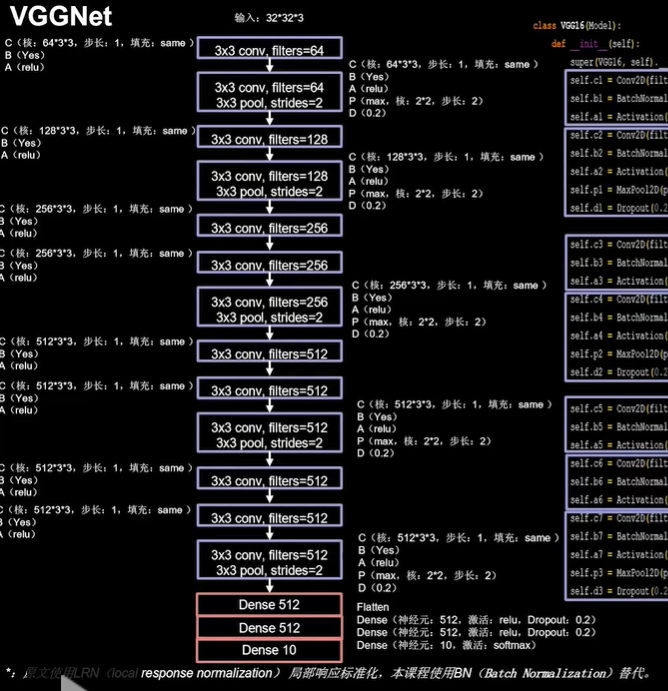 VGGNet
输入：32*32*3
C（核：64*3*3，步长：1，填充：same ）
B（Yes）
A（relu）
3x3 conv, filters=64
3x3 conv, filters=64
3x3 pool, strides=2
C（核：64*3*3，步长：1，填充：same ）
B（Yes）
A（relu）
P（max，核：2*2，步长：2）
D（0.2）
C（核：128*3*3，步长：1，填充：same ）
B（Yes）
A（relu）
3x3 conv, filters=128
3x3 conv, filters=128
3x3 pool, strides=2
C（核：128*3*3，步长：1，填充：same ）
B（Yes）
A（relu）
P（max，核：2*2，步长：2）
D（0.2）
C（核：256*3*3，步长：1，填充：same ）
B（Yes）
A（relu）
3x3 conv, filters=256
C（核：256*3*3，步长：1，填充：same ）
B（Yes）
A（relu）
3x3 conv, filters=256
3x3 conv, filters=256
3x3 pool, strides=2
C（核：256*3*3，步长：1，填充：same ）
B（Yes）
A（relu）
P（max，核：2*2，步长：2）
D（0.2）
C（核：512*3*3，步长：1，填充：same ）
B（Yes）
A（relu）
3x3 conv, filters=512
C（核：512*3*3，步长：1，填充：same ）
B（Yes）
A（relu）
3x3 conv, filters=512
3x3 conv, filters=512
3x3 pool, strides=2
C（核：512*3*3，步长：1，填充：same ）
B（Yes）
A（relu）
P（max，核：2*2，步长：2）
D（0.2）
C（核：512*3*3，步长：1，填充：same ）
B（Yes）
A（relu）
3x3 conv, filters=512
C（核：512*3*3，步长：1，填充：same ）
B（Yes）
A（relu）
3x3 conv, filters=512
3x3 conv, filters=512
3x3 pool, strides=2
C（核：512*3*3，步长：1，填充：same ）
B（Yes）
A（relu）
P（max，核：2*2，步长：2）
D（0.2）
Dense 512
Dense 512
Dense 10
Flatten
Dense（神经元：512，激活：relu，Dropout：0.2）
Dense（神经元：512，激活：relu，Dropout：0.2）
Dense（神经元：10，激活：softmax）
class VGG16(Model):
def __init__(self):
super(VGG16, self).
self.c1 = Conv2D(filt
self.b1 = BatchNormal
self.a1 = Activation(
self.c2 = Conv2D(filt
self.b2 = BatchNormal
self.a2 = Activation(
self.p1 = MaxPool2D(p
self.d1 = Dropout(0.2
self.c3 = Conv2D(filt
self.b3 = BatchNormal
self.a3 = Activation(
self.c4 = Conv2D(filt
self.b4 = BatchNormal
self.a4 = Activation(
self.p2 = MaxPool2D(p
self.d2 = Dropout(0.2
self.c5 = Conv2D(filt
self.b5 = BatchNormal
self.a5 = Activation(
self.c6 = Conv2D(filt
self.b6 = BatchNormal
self.a6 = Activation(
self.c7 = Conv2D(filt
self.b7 = BatchNormal
self.a7 = Activation(
self.p3 = MaxPool2D(p
self.d3 = Dropout(0.2
*：原文使用LRN（local response normalization） 局部响应标准化，本课程使用BN（Batch Normalization）替代。